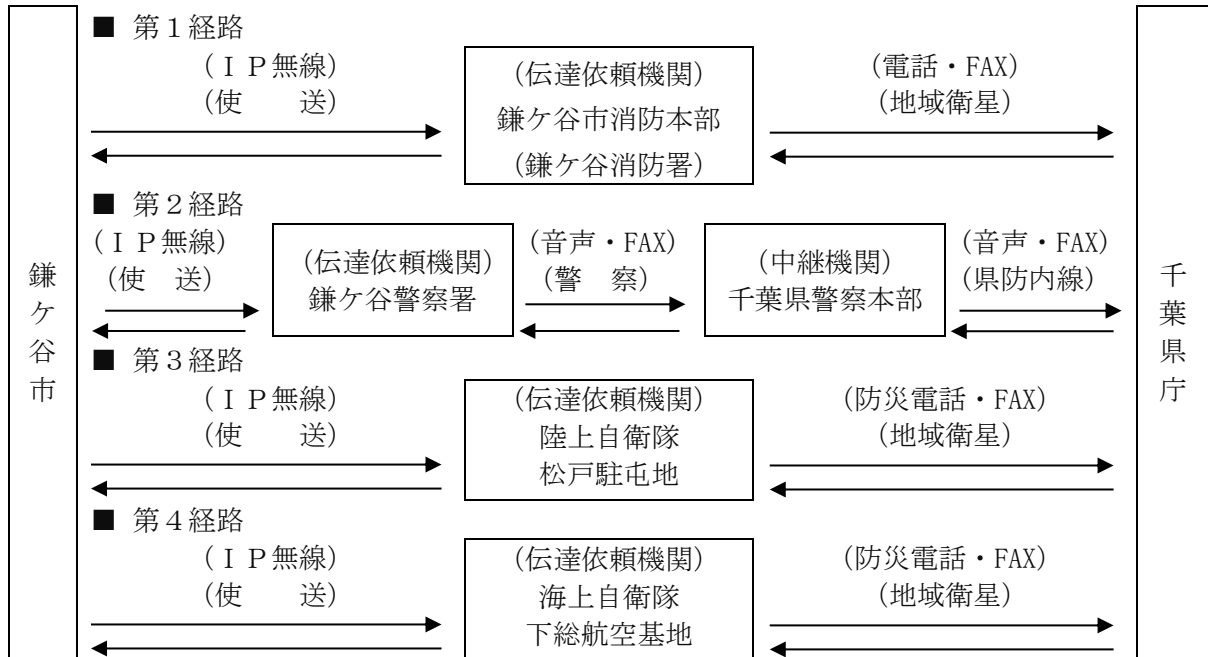 鎌ケ谷市
■ 第１経路
(ＩＰ無線)
(使　　送)
(伝達依頼機関)
鎌ケ谷市消防本部
(鎌ケ谷消防署)
(電話・FAX)
(地域衛星)
■ 第２経路
(ＩＰ無線)
(使　送)
(伝達依頼機関)
鎌ケ谷警察署
(音声・FAX)
(警　察)
(中継機関)
千葉県警察本部
(音声・FAX)
(県防内線)
■ 第３経路
(ＩＰ無線)
(使　　送)
(伝達依頼機関)
陸上自衛隊
松戸駐屯地
(防災電話・FAX)
(地域衛星)
■ 第４経路
(ＩＰ無線)
(使　　送)
(伝達依頼機関)
海上自衛隊
下総航空基地
(防災電話・FAX)
(地域衛星)
千葉県庁